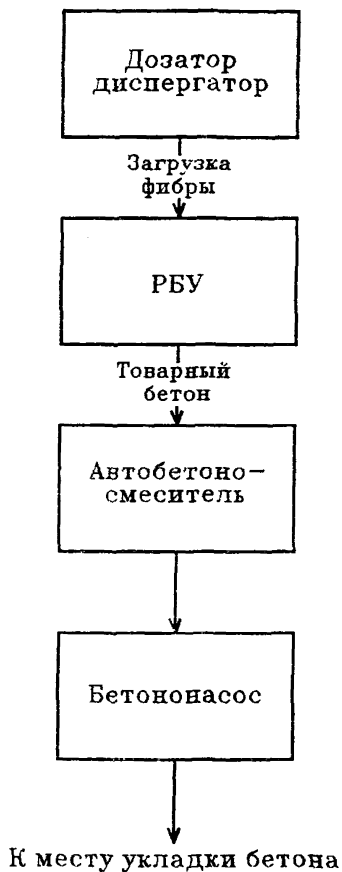 Дозатор
диспергатор
Загрузка
фибры
РБУ
Товарный
бетон
Автобетоно-
смеситель
Бетононасос
К месту укладки бетона